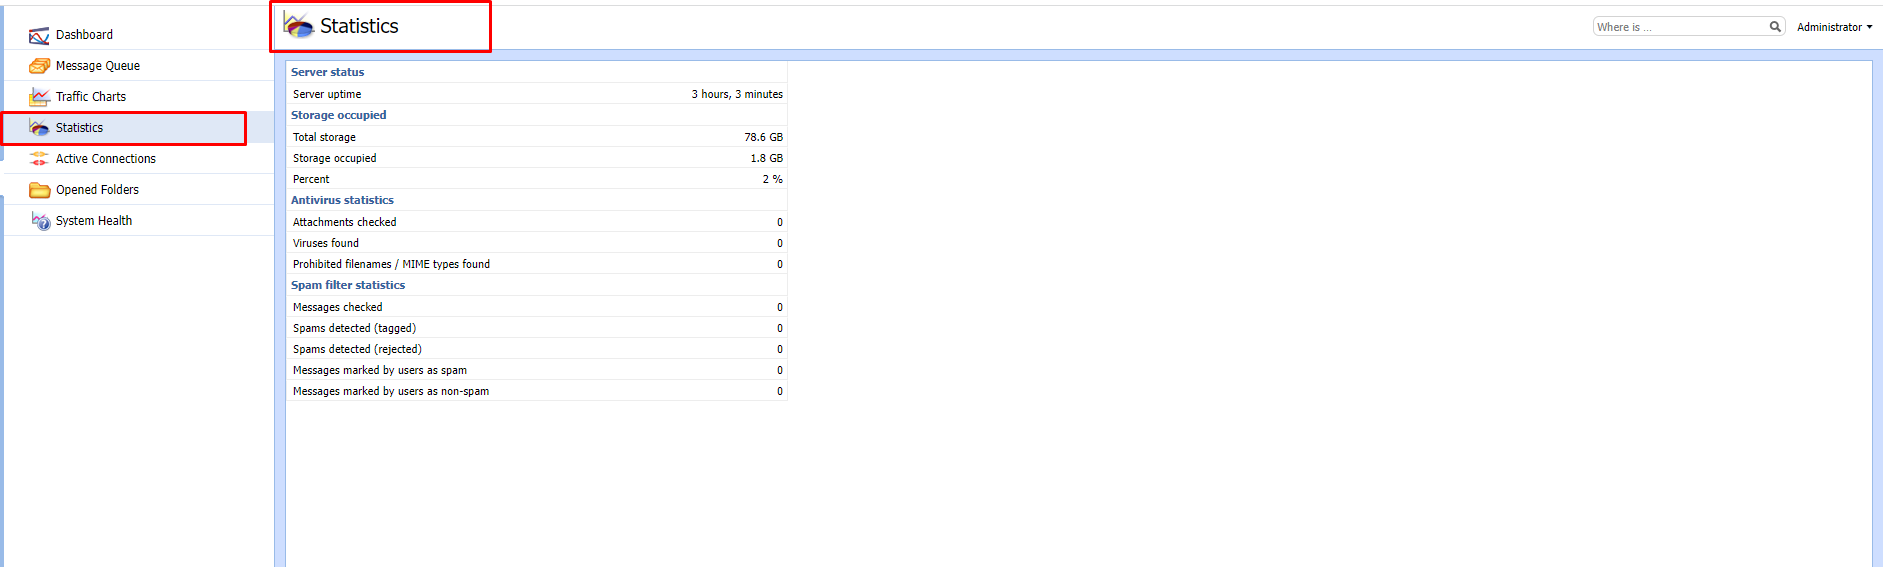 Dashboard
Message Queue
Traffic Charts
Statistics
Active Connections
Opened Folders
System Health
Statistics
Where is ...
Administrator
Server status
Server uptime 3 hours, 3 minutes
Storage occupied
Total storage 78.6 GB
Storage occupied 1.8 GB
Percent 2 %
Antivirus statistics
Attachments checked 0
Viruses found 0
Prohibited filenames / MIME types found 0
Spam filter statistics
Messages checked 0
Spams detected (tagged) 0
Spams detected (rejected) 0
Messages marked by users as spam 0
Messages marked by users as non-spam 0